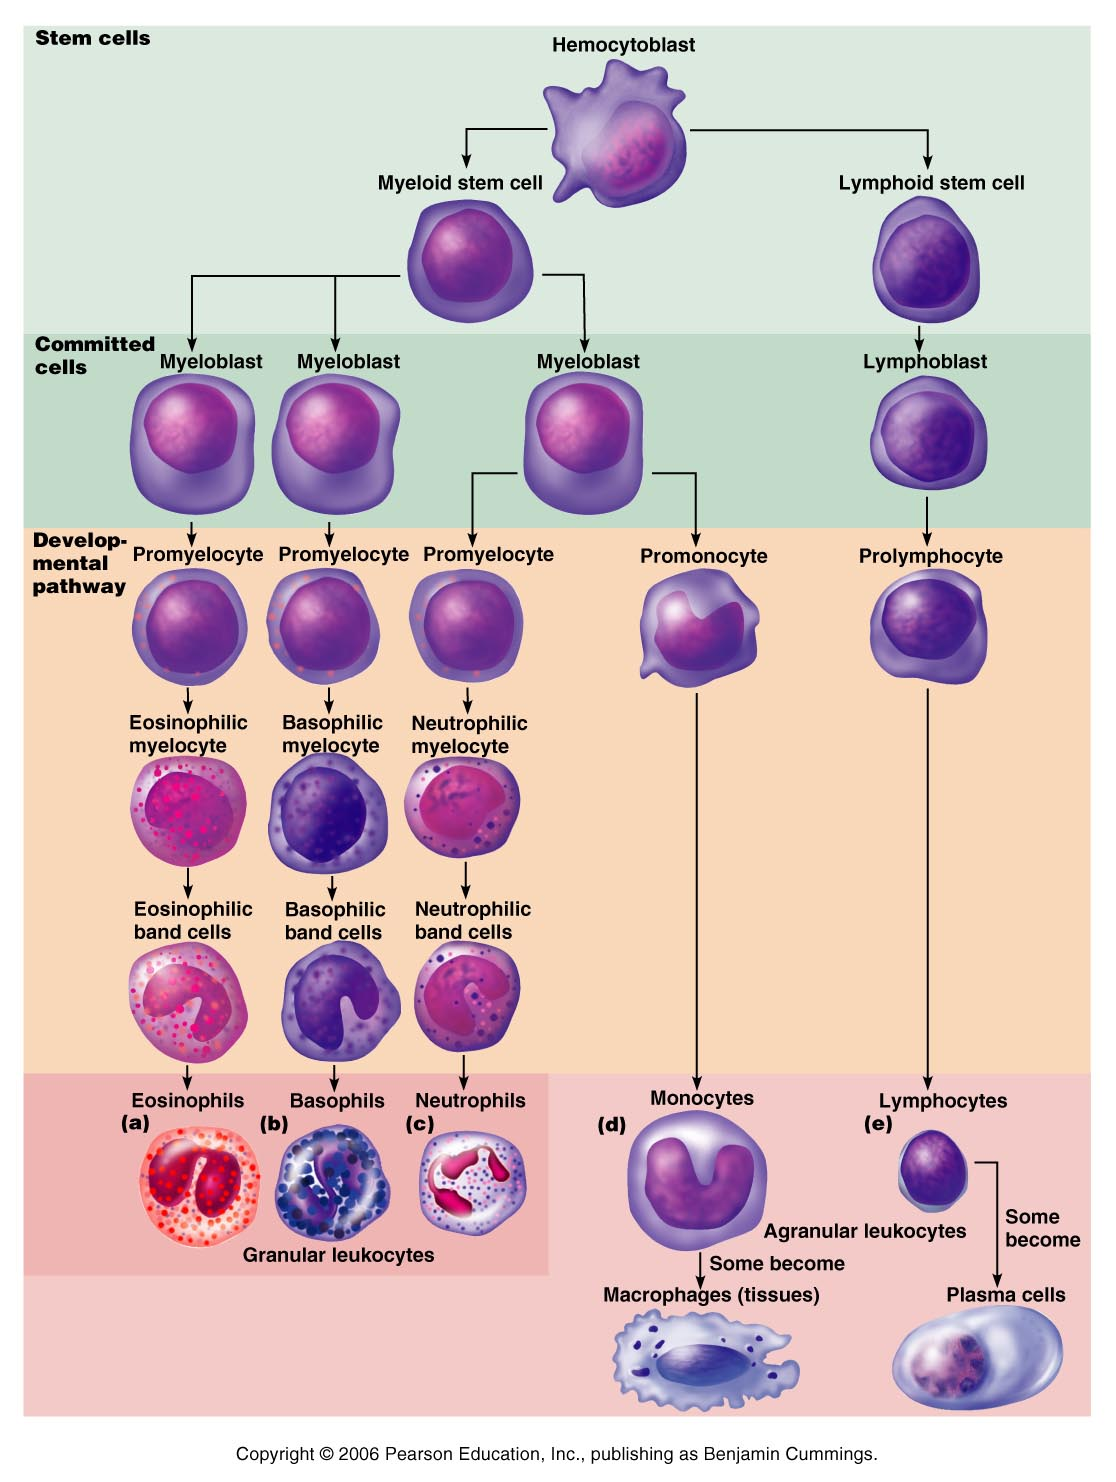 Stem cells
Hemocytoblast
Myeloid stem cell
Lymphoid stem cell
Committed
cells
Myeloblast
Myeloblast
Myeloblast
Lymphoblast
Develop-
mental
pathway
Promyelocyte
Promyelocyte
Promyelocyte
Promonocyte
Prolymphocyte
Eosinophilic
myelocyte
Basophilic
myelocyte
Neutrophilic
myelocyte
Eosinophilic
band cells
Basophilic
band cells
Neutrophilic
band cells
Eosinophils
(a)
Basophils
(b)
Neutrophils
(c)
Monocytes
(d)
Lymphocytes
(e)
Granular leukocytes
Agranular leukocytes
Some
become
Some become
Macrophages (tissues)
Plasma cells
Copyright © 2006 Pearson Education, Inc., publishing as Benjamin Cummings.